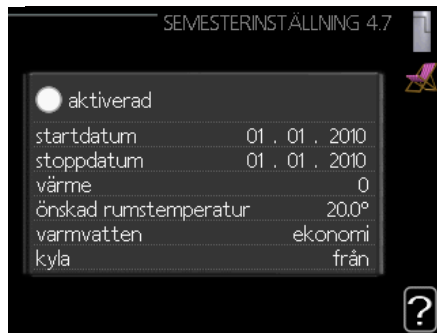 SEMESTERINSTÄLLNING 4.7
aktiverad
startdatum 01 . 01 . 2010
stoppdatum 01 . 01 . 2010
värme 0
önskad rumstemperatur 20.0°
varmvatten ekonomi
kyla från
?